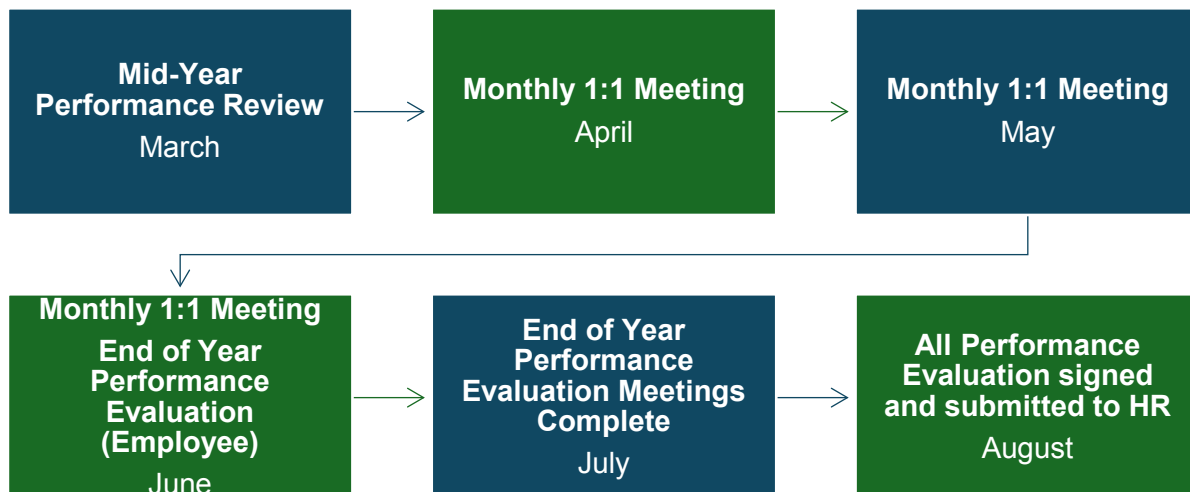 Mid-Year
Performance Review
March
Monthly 1:1 Meeting
April
Monthly 1:1 Meeting
May
Monthly 1:1 Meeting
End of Year
Performance
Evaluation
(Employee)
June
End of Year
Performance
Evaluation Meetings
Complete
July
All Performance
Evaluation signed
and submitted to HR
August